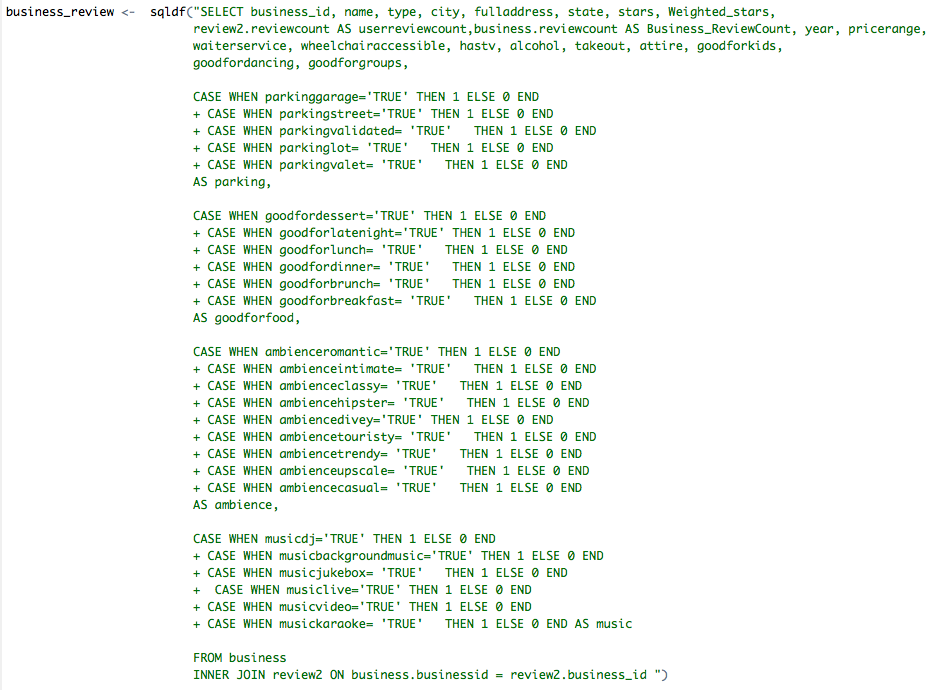 business_review <-  sqldf("SELECT business_id, name, type, city, fulladdress, state, stars, Weighted_stars,
review2.reviewcount AS userreviewcount,business.reviewcount AS Business_ReviewCount, year, pricerange,
waiterservice, wheelchairaccessible, hastv, alcohol, takeout, attire, goodforkids,
goodfordancing, goodforgroups,

CASE WHEN parkinggarage='TRUE' THEN 1 ELSE 0 END
+ CASE WHEN parkingstreet='TRUE' THEN 1 ELSE 0 END
+ CASE WHEN parkingvalidated= 'TRUE'   THEN 1 ELSE 0 END
+ CASE WHEN parkinglot= 'TRUE'   THEN 1 ELSE 0 END
+ CASE WHEN parkingvalet= 'TRUE'   THEN 1 ELSE 0 END
AS parking,

CASE WHEN goodfordessert='TRUE' THEN 1 ELSE 0 END
+ CASE WHEN goodforlatenight='TRUE' THEN 1 ELSE 0 END
+ CASE WHEN goodforlunch= 'TRUE'   THEN 1 ELSE 0 END
+ CASE WHEN goodfordinner= 'TRUE'   THEN 1 ELSE 0 END
+ CASE WHEN goodforbrunch= 'TRUE'   THEN 1 ELSE 0 END
+ CASE WHEN goodforbreakfast= 'TRUE'   THEN 1 ELSE 0 END
AS goodforfood,

CASE WHEN ambienceromantic='TRUE' THEN 1 ELSE 0 END
+ CASE WHEN ambienceintimate= 'TRUE'   THEN 1 ELSE 0 END
+ CASE WHEN ambienceclassy= 'TRUE'   THEN 1 ELSE 0 END
+ CASE WHEN ambiencehipster= 'TRUE'   THEN 1 ELSE 0 END
+ CASE WHEN ambiencedivey='TRUE' THEN 1 ELSE 0 END
+ CASE WHEN ambiencetouristy= 'TRUE'   THEN 1 ELSE 0 END
+ CASE WHEN ambiencetrendy= 'TRUE'   THEN 1 ELSE 0 END
+ CASE WHEN ambienceupscale= 'TRUE'   THEN 1 ELSE 0 END
+ CASE WHEN ambiencecasual= 'TRUE'   THEN 1 ELSE 0 END
AS ambience,

CASE WHEN musicdj='TRUE' THEN 1 ELSE 0 END
+ CASE WHEN musicbackgroundmusic='TRUE' THEN 1 ELSE 0 END
+ CASE WHEN musicjukebox= 'TRUE'   THEN 1 ELSE 0 END
+  CASE WHEN musiclive='TRUE' THEN 1 ELSE 0 END
+ CASE WHEN musicvideo='TRUE' THEN 1 ELSE 0 END
+ CASE WHEN musickaraoke= 'TRUE'   THEN 1 ELSE 0 END AS music

FROM business
INNER JOIN review2 ON business.businessid = review2.business_id ")